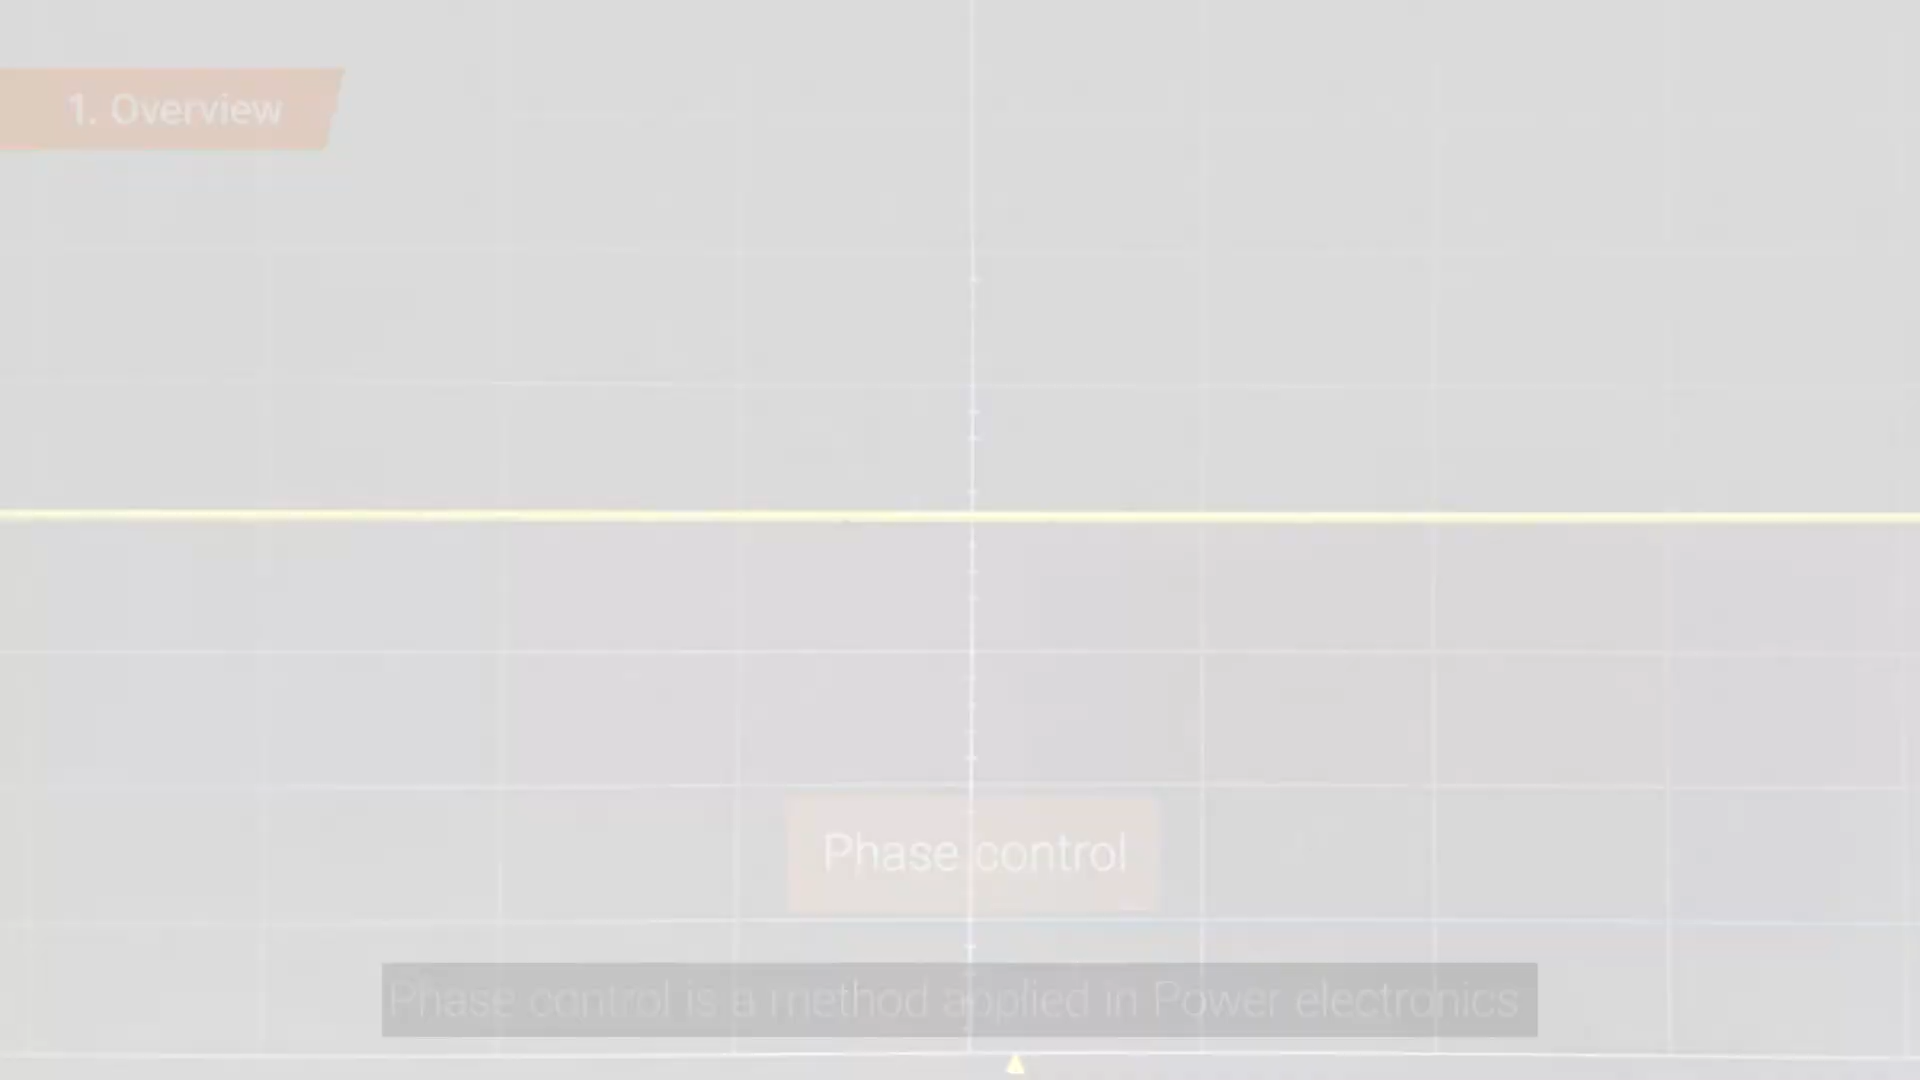 1. Overview
Phase control
Phase control is a method applied in Power electronics